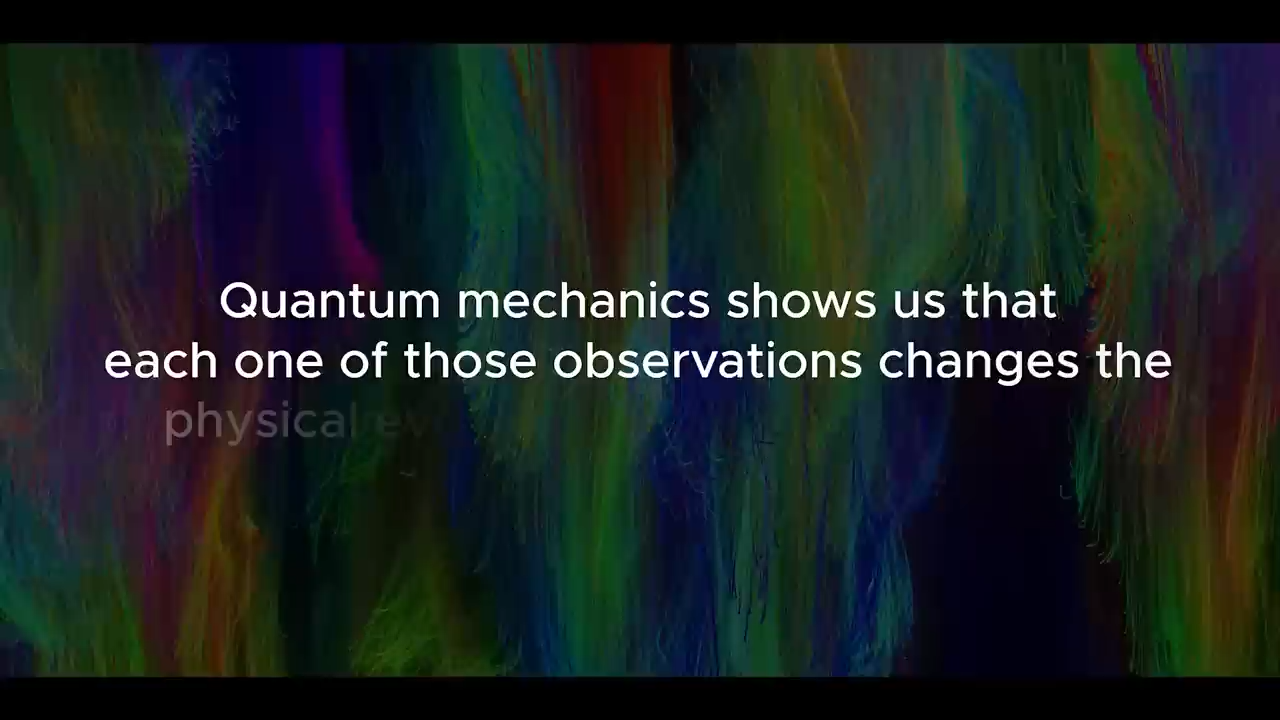 Quantum mechanics shows us that
each one of those observations changes the
physical